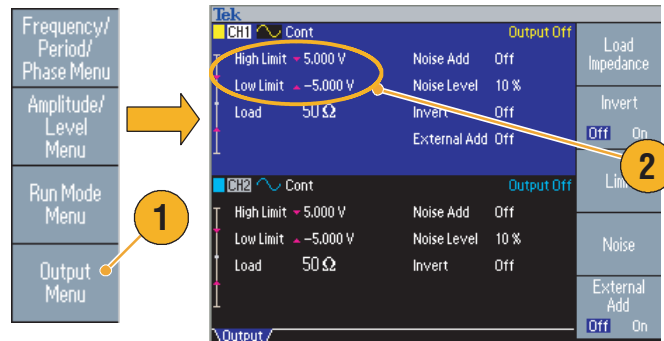 Frequency/
Period/
Phase Menu
Amplitude/
Level
Menu
Run Mode
Menu
Output
Menu
1
Tek
CH1 Cont Output Off
High Limit 5.000 V Noise Add Off
Low Limit -5.000 V Noise Level 10 %
Load 50 Ω Invert Off
External Add Off
CH2 Cont Output Off
High Limit 5.000 V Noise Add Off
Low Limit -5.000 V Noise Level 10 %
Load 50 Ω Invert Off
Output
Load
Impedance
Invert
Off On
2
Noise
External
Add
Off On